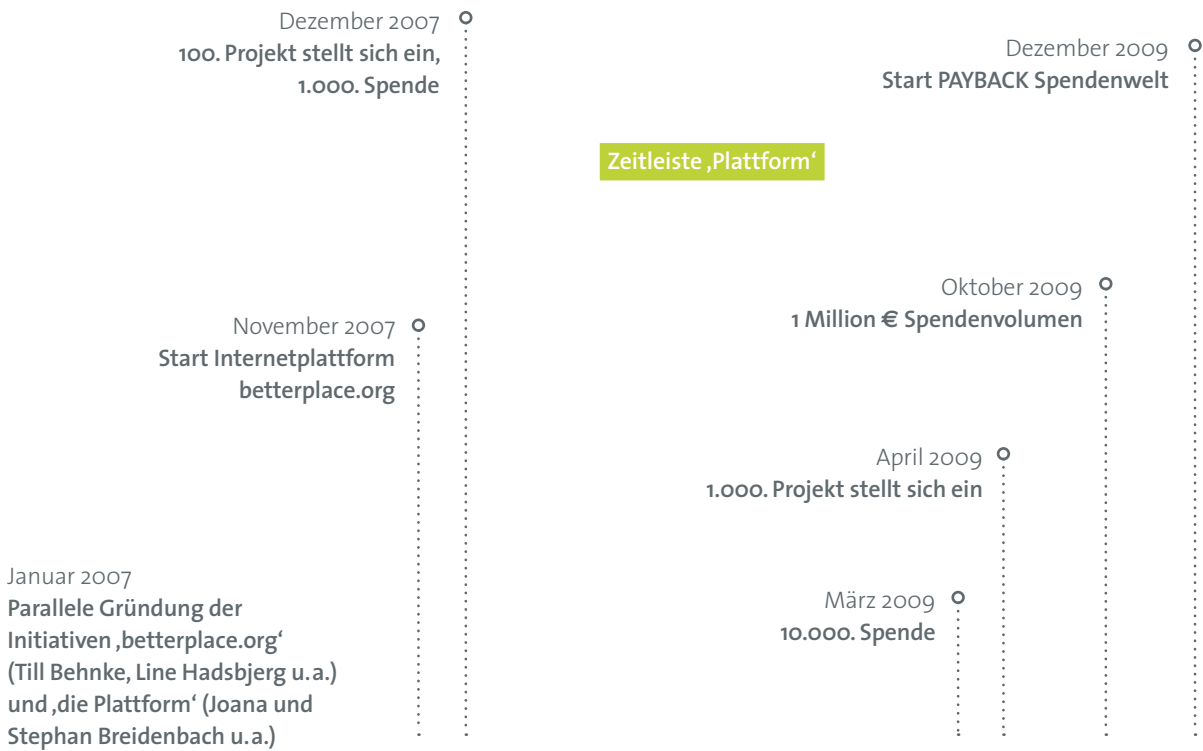 Dezember 2007
100. Projekt stellt sich ein,
1.000. Spende
Dezember 2009
Start PAYBACK Spendenwelt
Zeitleiste ‚Plattform‘
Oktober 2009
1 Million € Spendenvolumen
November 2007
Start Internetplattform
betterplace.org
April 2009
1.000. Projekt stellt sich ein
Januar 2007
Parallele Gründung der
Initiativen ‚betterplace.org‘
(Till Behnke, Line Hadsbjerg u.a.)
und ‚die Plattform‘ (Joana und
Stephan Breidenbach u.a.)
März 2009
10.000. Spende